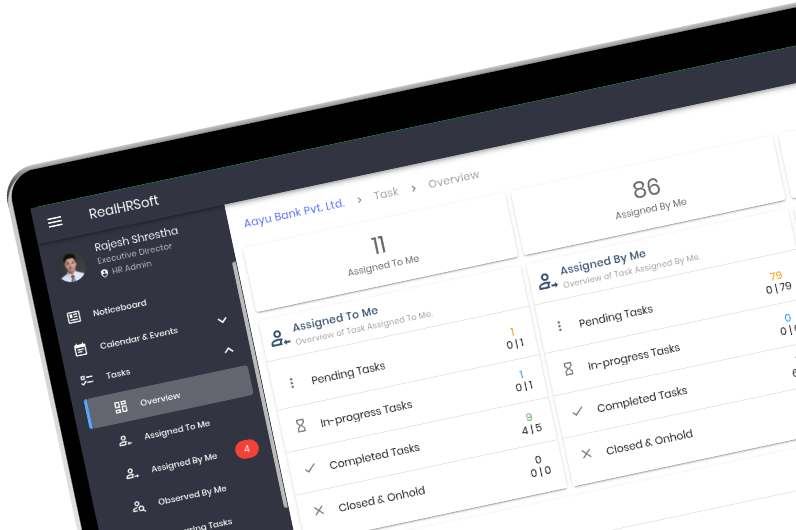 RealHRSoft
Rajesh Shrestha
Executive Director
HR Admin
Noticeboard
Calendar & Events
Tasks
Overview
Assigned To Me
Assigned By Me
4
Observed By Me
Tasks
Aayu Bank Pvt. Ltd. > Task > Overview
11
Assigned To Me
86
Assigned By Me
Assigned To Me
Overview of Task Assigned To Me.
Pending Tasks
1
0|1
In-progress Tasks
1
0|1
Completed Tasks
9
4|5
Closed & Onhold
0
0|0
Assigned By Me
Overview of Task Assigned By Me.
Pending Tasks
79
0|79
In-progress Tasks
0
0|
Completed Tasks
Closed & Onhold